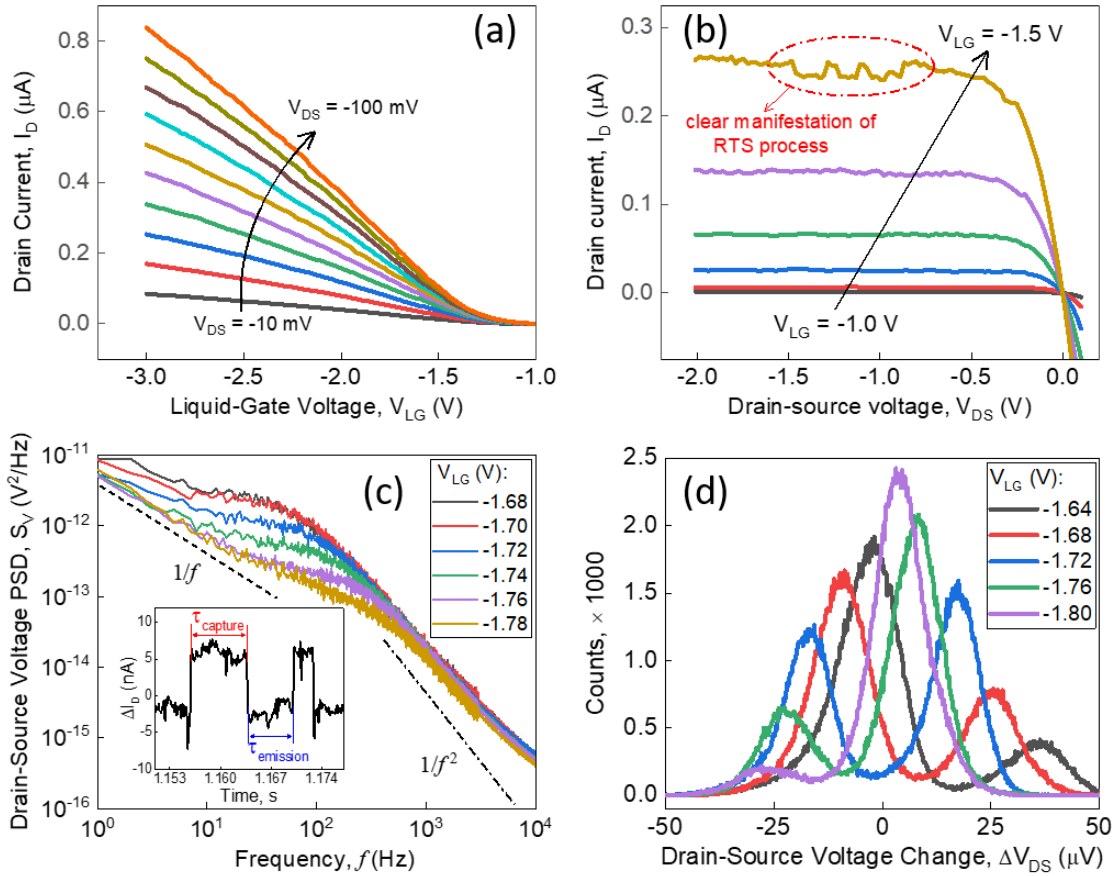 (a)
0.8
0.6
0.4
0.2
0.0
Drain Current, I_D (μA)
V_DS = -100 mV
V_DS = -10 mV
-3.0 -2.5 -2.0 -1.5 -1.0
Liquid-Gate Voltage, V_LG (V)
(b)
0.3
0.2
0.1
0.0
Drain current, I_D (μA)
V_LG = -1.5 V
clear manifestation of
RTS process
V_LG = -1.0 V
-2.0 -1.5 -1.0 -0.5 0.0
Drain-source voltage, V_DS (V)
(c)
10^-11
10^-12
10^-13
10^-14
10^-15
10^-16
Drain-Source Voltage PSD, S_V (V^2/Hz)
V_LG (V):
-1.68
-1.70
-1.72
-1.74
-1.76
-1.78
1/f
1/f^2
10
5
0
-5
-10
ΔI_D (nA)
τ_capture
τ_emission
1.153 1.160 1.167 1.174
Time, s
10^0 10^1 10^2 10^3 10^4
Frequency, f (Hz)
(d)
2.5
2.0
1.5
1.0
0.5
0.0
Counts, × 1000
V_LG (V):
-1.64
-1.68
-1.72
-1.76
-1.80
-50 -25 0 25 50
Drain-Source Voltage Change, ΔV_DS (μV)